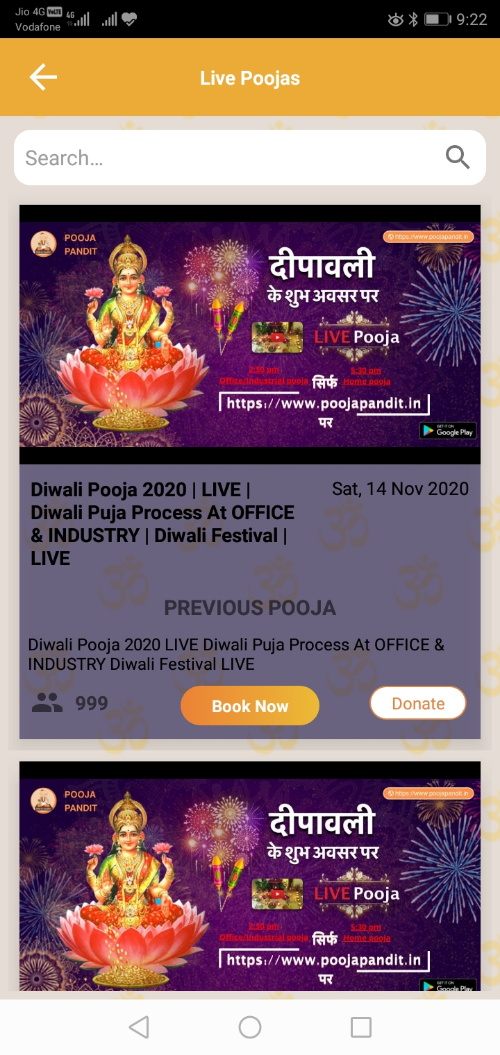 Jio 4G VoLTE
4G
Vodafone
9:22
Live Poojas
Search...
POOJA
PANDIT
https://www.poojapandit.in
दीपावली
के शुभ अवसर पर
LIVE Pooja
3:30 pm
5:30 pm
Office/Industrial pooja सिर्फ Home pooja
https://www.poojapandit.in
पर
GET IT ON
Google Play
Diwali Pooja 2020 | LIVE |
Sat, 14 Nov 2020
Diwali Puja Process At OFFICE
& INDUSTRY | Diwali Festival |
LIVE
PREVIOUS POOJA
Diwali Pooja 2020 LIVE Diwali Puja Process At OFFICE &
INDUSTRY Diwali Festival LIVE
999
Book Now
Donate
POOJA
PANDIT
https://www.poojapandit.in
दीपावली
के शुभ अवसर पर
LIVE Pooja
3:30 pm
5:30 pm
Office/Industrial pooja सिर्फ Home pooja
https://www.poojapandit.in
पर
GET IT ON
Google Play